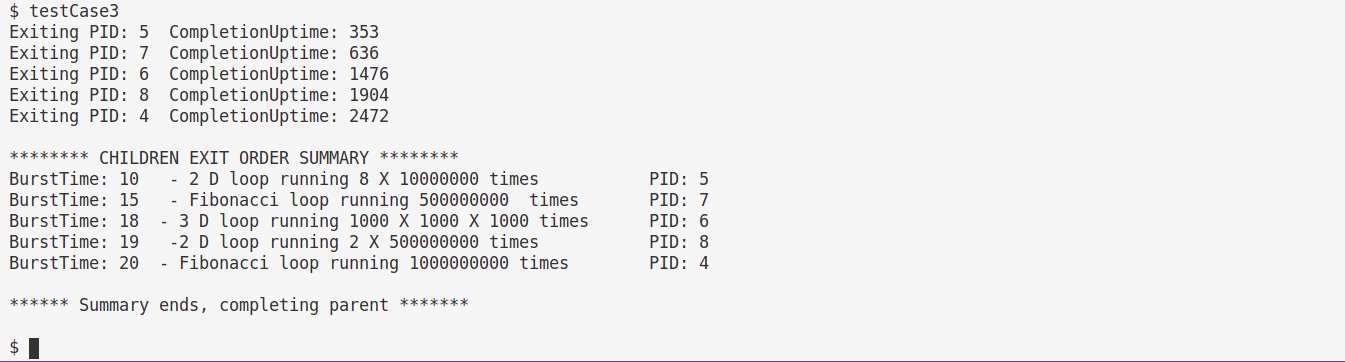 $ testCase3
Exiting PID: 5  CompletionUptime: 353
Exiting PID: 7  CompletionUptime: 636
Exiting PID: 6  CompletionUptime: 1476
Exiting PID: 8  CompletionUptime: 1904
Exiting PID: 4  CompletionUptime: 2472
******** CHILDREN EXIT ORDER SUMMARY ********
BurstTime: 10   - 2 D loop running 8 X 10000000 times           PID: 5
BurstTime: 15   - Fibonacci loop running 500000000  times       PID: 7
BurstTime: 18  - 3 D loop running 1000 X 1000 X 1000 times      PID: 6
BurstTime: 19   -2 D loop running 2 X 500000000 times           PID: 8
BurstTime: 20  - Fibonacci loop running 1000000000 times        PID: 4
****** Summary ends, completing parent *******
$